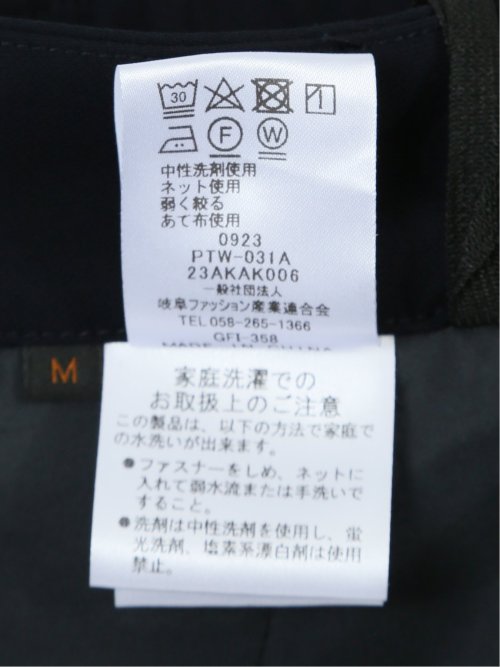 30
F
W
中性洗剤使用
ネット使用
弱く絞る
あて布使用
0923
PTW-031A
23AKAK006
一般社団法人
岐阜ファッション産業連合会
TEL 058-265-1366
GFI-358
MADE IN CHINA
M
家庭洗濯での
お取扱上のご注意
この製品は、以下の方法で家庭で
の水洗いが出来ます。
●ファスナーをしめ、ネットに
入れて弱水流または手洗いで
すること。
●洗剤は中性洗剤を使用し、蛍
光洗剤、塩素系漂白剤は使用
禁止。